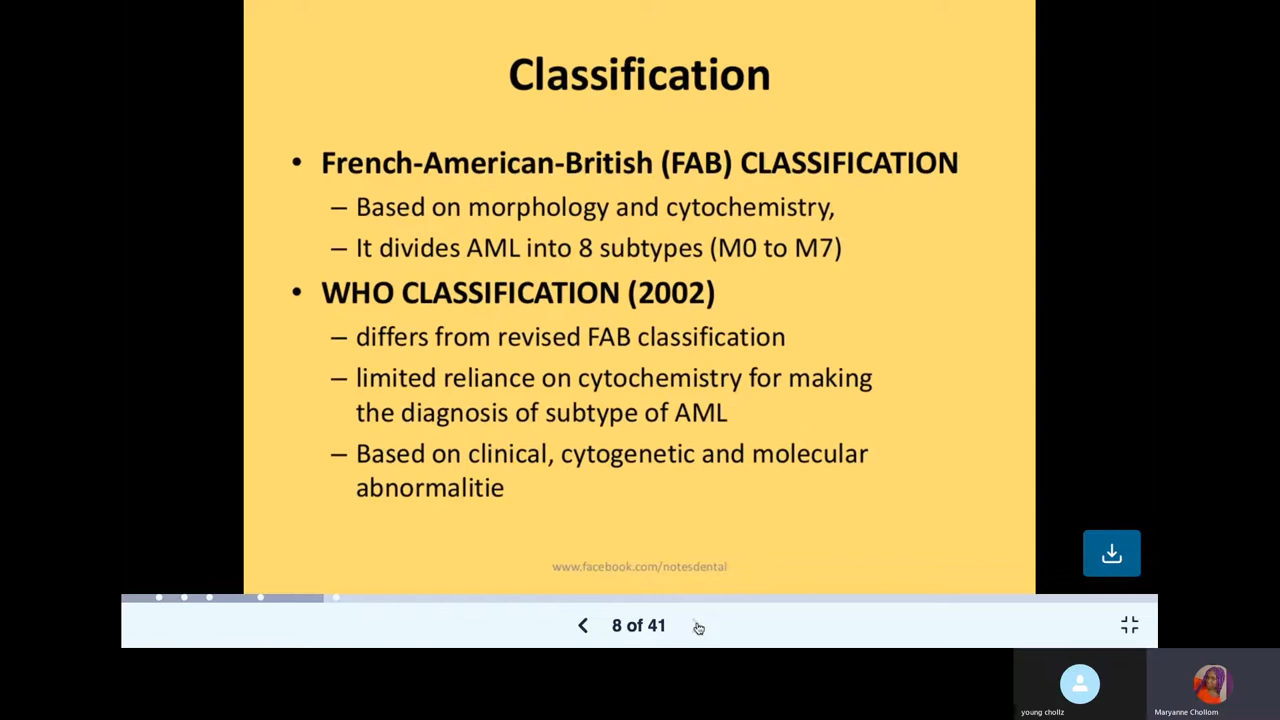 Classification
• French-American-British (FAB) CLASSIFICATION
– Based on morphology and cytochemistry,
– It divides AML into 8 subtypes (M0 to M7)
• WHO CLASSIFICATION (2002)
– differs from revised FAB classification
– limited reliance on cytochemistry for making
the diagnosis of subtype of AML
– Based on clinical, cytogenetic and molecular
abnormalitie
www.facebook.com/notesdental
8 of 41
young chollz
Maryanne Chollom